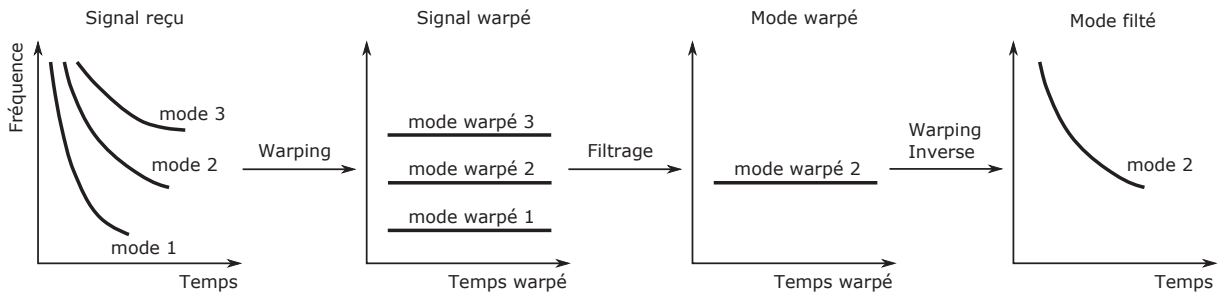 Signal reçu
Fréquence
mode 3
mode 2
mode 1
Temps
Warping
Signal warpé
mode warpé 3
mode warpé 2
mode warpé 1
Temps warpé
Filtrage
Mode warpé
mode warpé 2
Temps warpé
Warping
Inverse
Mode filté
mode 2
Temps